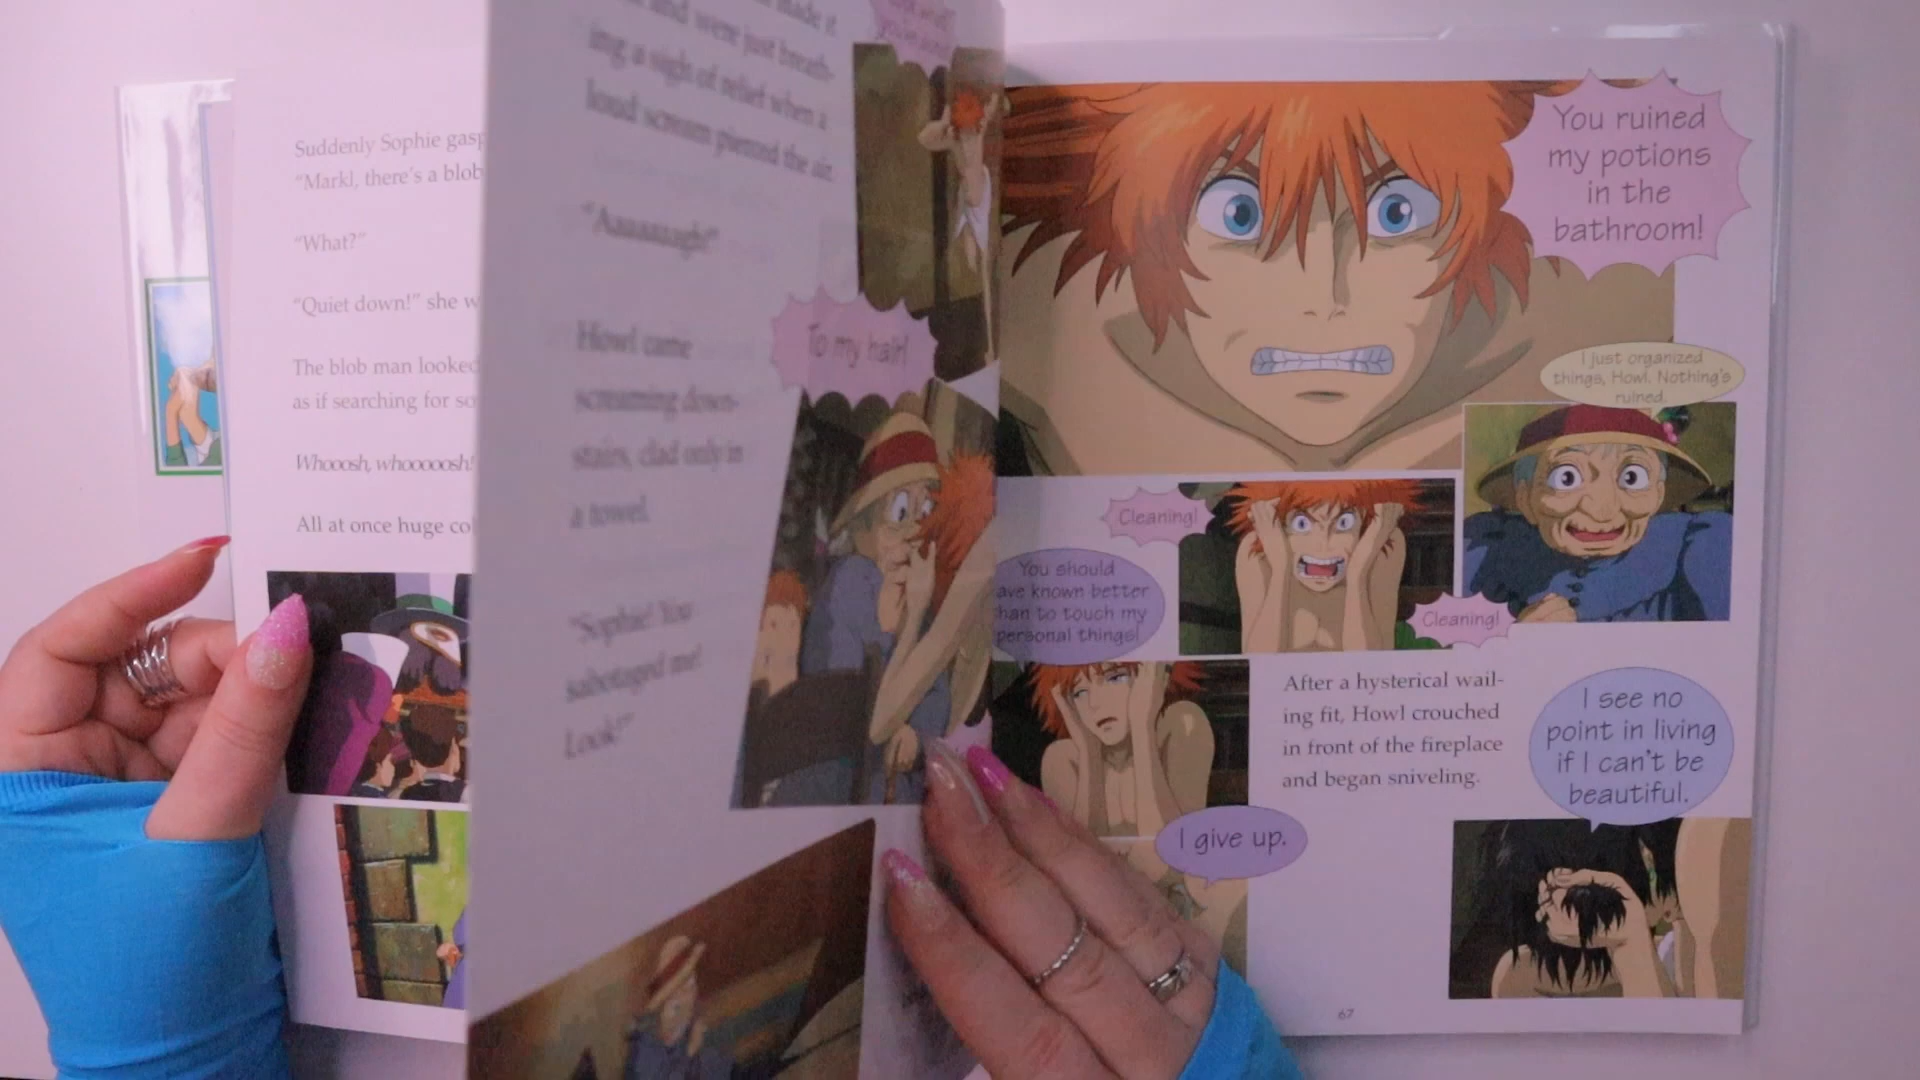 Suddenly Sophie gasp
“Markl, there’s a blob
“What?”
“Quiet down!” she w
The blob man looked
as if searching for so
Whooosh, whooooosh!
All at once huge co
made it
and were just breath-
ing a sigh of relief when a
loud scream pierced the air.
“Aaaaaaagh!”
Howl came
screaming down-
stairs, clad only in
a towel.
“Sophie! You
sabotaged me!
Look!”
To my hair!
You ruined
my potions
in the
bathroom!
I just organized
things, Howl. Nothing's
ruined.
Cleaning!
Cleaning!
You should
ave known better
han to touch my
personal things!
After a hysterical wail-
ing fit, Howl crouched
in front of the fireplace
and began sniveling.
I give up.
I see no
point in living
if I can't be
beautiful.
67